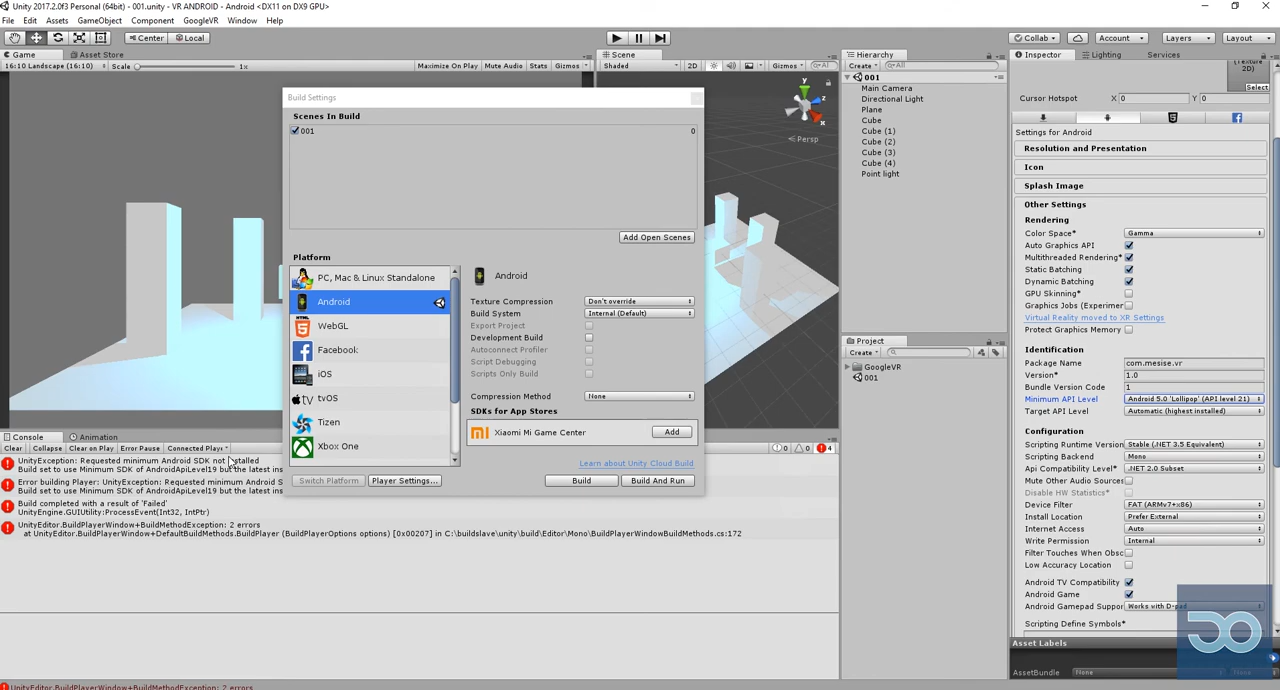 Unity 2017.2.0f3 Personal (64bit) - 001.unity - VR ANDROID - Android <DX11 on DX9 GPU>
File Edit Assets GameObject Component GoogleVR Window Help
Center Local
Collab Account Layers Layout
Game Asset Store
16:10 Landscape (16:10) Scale 1x Maximize On Play Mute Audio Stats Gizmos
Scene
Shaded 2D Gizmos All
y
x
z
< Persp
Hierarchy
Create All
001
Main Camera
Directional Light
Plane
Cube
Cube (1)
Cube (2)
Cube (3)
Cube (4)
Point light
Project
Create
GoogleVR
001
Build Settings
Scenes In Build
001 0
Add Open Scenes
Platform
PC, Mac & Linux Standalone
Android
WebGL
HTML
Facebook
iOS
tv tvOS
Tizen
Xbox One
Switch Platform Player Settings...
Android
Texture Compression Don't override
Build System Internal (Default)
Export Project
Development Build
Autoconnect Profiler
Script Debugging
Scripts Only Build
Compression Method None
SDKs for App Stores
Xiaomi Mi Game Center Add
Learn about Unity Cloud Build
Build Build And Run
Console Animation
Clear Collapse Clear on Play Error Pause Connected Play
0 0 4
UnityException: Requested minimum Android SDK not installed
Build set to use Minimum SDK of AndroidApiLevel19 but the latest ins
Error building Player: UnityException: Requested minimum Android S
Build set to use Minimum SDK of AndroidApiLevel19 but the latest ins
Build completed with a result of 'Failed'
UnityEngine.GUIUtility:ProcessEvent(Int32, IntPtr)
UnityEditor.BuildPlayerWindow+BuildMethodException: 2 errors
at UnityEditor.BuildPlayerWindow+DefaultBuildMethods.BuildPlayer (BuildPlayerOptions options) [0x00207] in C:\buildslave\unity\build\Editor\Mono\BuildPlayerWindowBuildMethods.cs:172
UnityEditor.BuildPlayerWindow+BuildMethodException: 2 errors
Inspector Lighting Services
(Texture
2D)
Select
Cursor Hotspot X 0 Y 0
Settings for Android
Resolution and Presentation
Icon
Splash Image
Other Settings
Rendering
Color Space* Gamma
Auto Graphics API
Multithreaded Rendering*
Static Batching
Dynamic Batching
GPU Skinning*
Graphics Jobs (Experimer
Virtual Reality moved to XR Settings
Protect Graphics Memory
Identification
Package Name com.mesise.vr
Version* 1.0
Bundle Version Code 1
Minimum API Level Android 5.0 'Lollipop' (API level 21)
Target API Level Automatic (highest installed)
Configuration
Scripting Runtime Version Stable (.NET 3.5 Equivalent)
Scripting Backend Mono
Api Compatibility Level* .NET 2.0 Subset
Mute Other Audio Sources
Disable HW Statistics*
Device Filter FAT (ARMv7+x86)
Install Location Prefer External
Internet Access Auto
Write Permission Internal
Filter Touches When Obsc
Low Accuracy Location
Android TV Compatibility
Android Game
Android Gamepad Suppor Works with D-pad
Scripting Define Symbols*
Asset Labels
AssetBundle None None